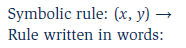 Symbolic rule: (x, y) →
Rule written in words: